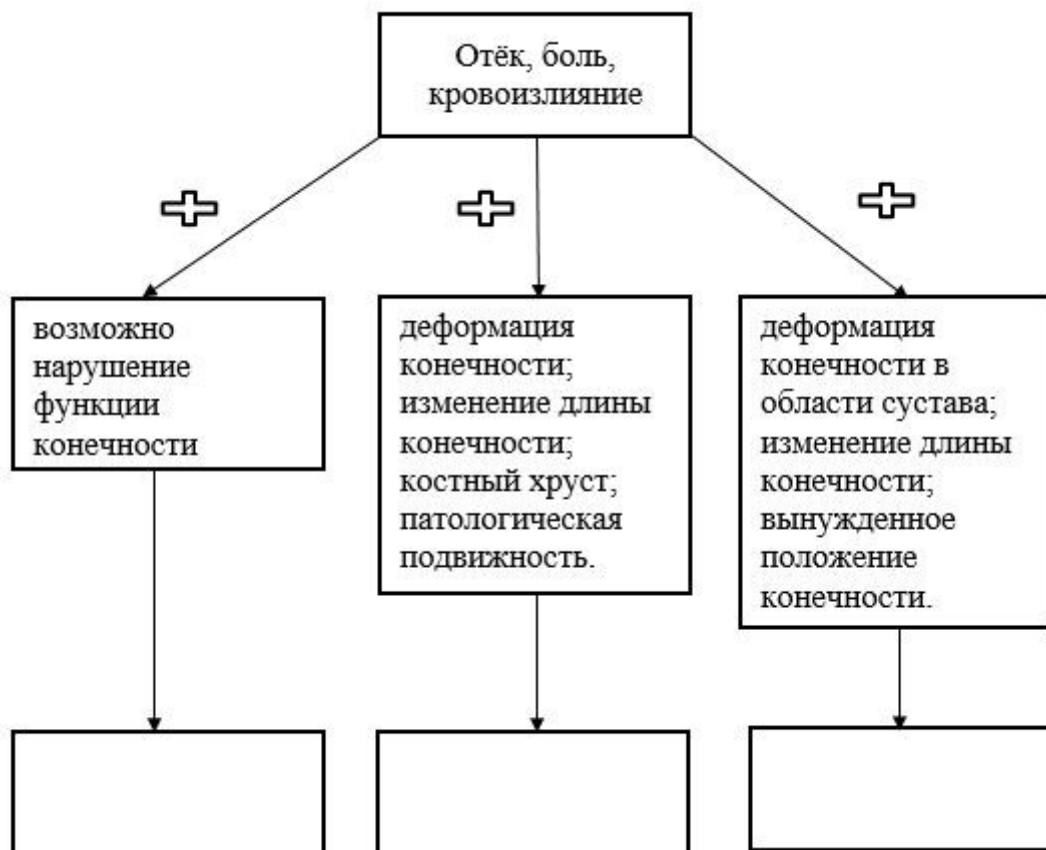 Отёк, боль,
кровоизлияние
возможно
нарушение
функции
конечности
деформация
конечности;
изменение длины
конечности;
костный хруст;
патологическая
подвижность.
деформация
конечности в
области сустава;
изменение длины
конечности;
вынужденное
положение
конечности.